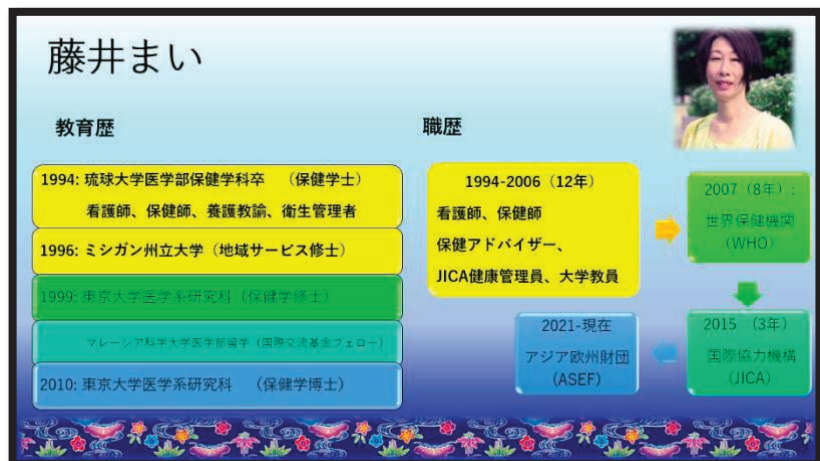 藤井まい
教育歴
1994: 琉球大学医学部保健学科卒　（保健学士）
看護師、保健師、養護教諭、衛生管理者
1996: ミシガン州立大学（地域サービス修士）
1999: 東京大学医学系研究科（保健学修士）
マレーシア科学大学医学部留学（国際交流基金フェロー）
2010: 東京大学医学系研究科　（保健学博士）
職歴
1994-2006（12年）
看護師、保健師
保健アドバイザー、
JICA健康管理員、大学教員
2007（8年）:
世界保健機関
（WHO）
2015 （3年）
国際協力機構
（JICA）
2021-現在
アジア欧州財団
（ASEF）